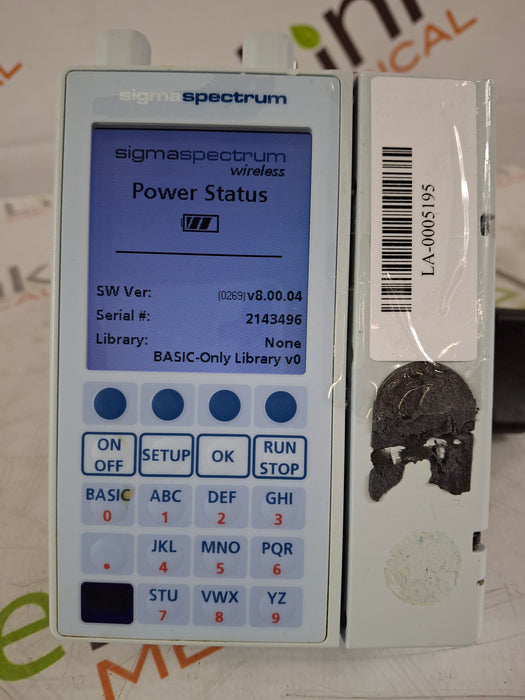 sigmaspectrum
sigmaspectrum
wireless
Power Status
SW Ver: (0269)v8.00.04
Serial #: 2143496
Library: None
BASIC-Only Library v0
LA-0005195
ON
OFF
SETUP
OK
RUN
STOP
BASIC
0
ABC
1
DEF
2
GHI
3
.
JKL
4
MNO
5
PQR
6
STU
7
VWX
8
YZ
9
MEDICAL